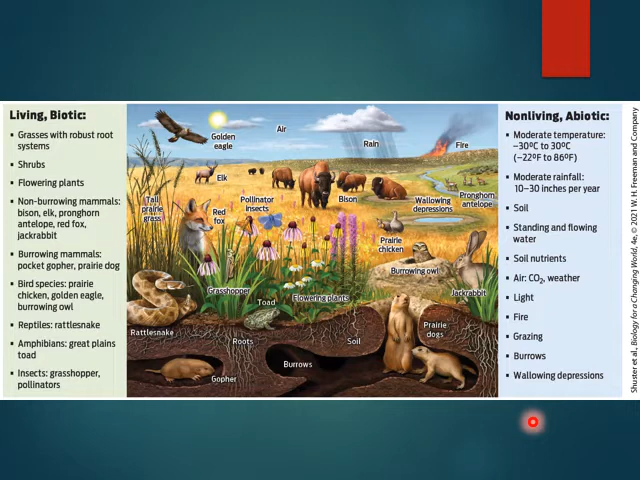 Living, Biotic:
▪ Grasses with robust root
systems
▪ Shrubs
▪ Flowering plants
▪ Non-burrowing mammals:
bison, elk, pronghorn
antelope, red fox,
jackrabbit
▪ Burrowing mammals:
pocket gopher, prairie dog
▪ Bird species: prairie
chicken, golden eagle,
burrowing owl
▪ Reptiles: rattlesnake
▪ Amphibians: great plains
toad
▪ Insects: grasshopper,
pollinators
Golden
eagle
Air
Rain
Fire
Elk
Tall
prairie
grass
Red
fox
Pollinator
insects
Bison
Wallowing
depressions
Pronghorn
antelope
Prairie
chicken
Burrowing owl
Grasshopper
Toad
Flowering plants
Jackrabbit
Rattlesnake
Roots
Soil
Prairie
dogs
Burrows
Gopher
Nonliving, Abiotic:
▪ Moderate temperature:
–30°C to 30°C
(–22°F to 86°F)
▪ Moderate rainfall:
10–30 inches per year
▪ Soil
▪ Standing and flowing
water
▪ Soil nutrients
▪ Air: CO₂, weather
▪ Light
▪ Fire
▪ Grazing
▪ Burrows
▪ Wallowing depressions
Shuster et al., Biology for a Changing World, 4e, © 2021 W. H. Freeman and Company